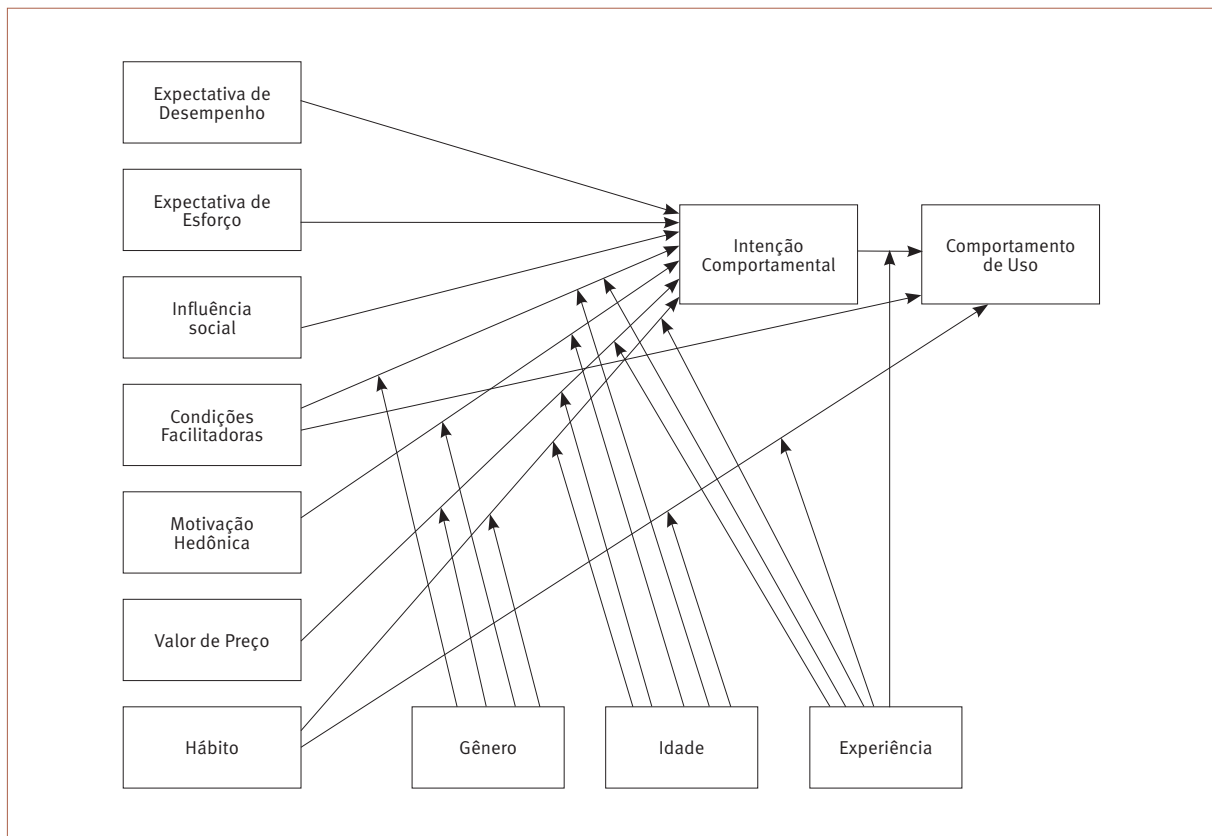 Expectativa de
Desempenho
Expectativa de
Esforço
Influência
social
Condições
Facilitadoras
Motivação
Hedônica
Valor de Preço
Hábito
Intenção
Comportamental
Comportamento
de Uso
Gênero
Idade
Experiência